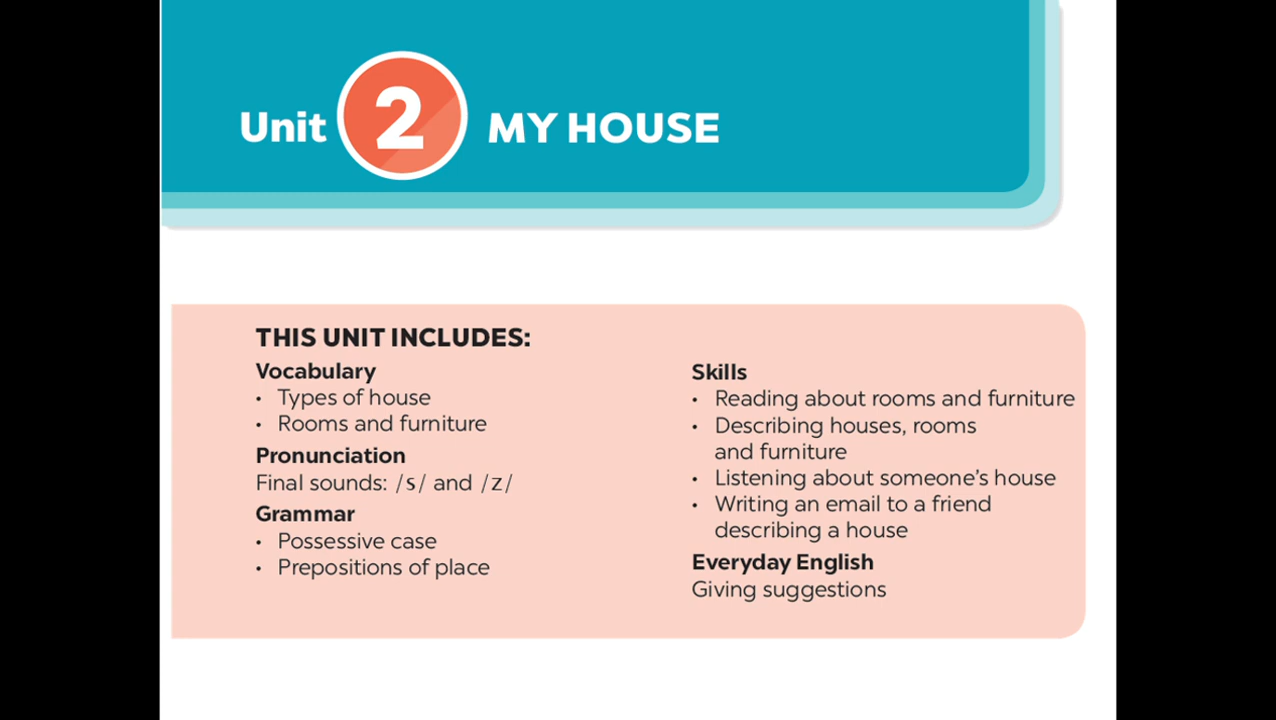 Unit 2 MY HOUSE
THIS UNIT INCLUDES:
Vocabulary
• Types of house
• Rooms and furniture
Pronunciation
Final sounds: /s/ and /z/
Grammar
• Possessive case
• Prepositions of place
Skills
• Reading about rooms and furniture
• Describing houses, rooms
and furniture
• Listening about someone's house
• Writing an email to a friend
describing a house
Everyday English
Giving suggestions